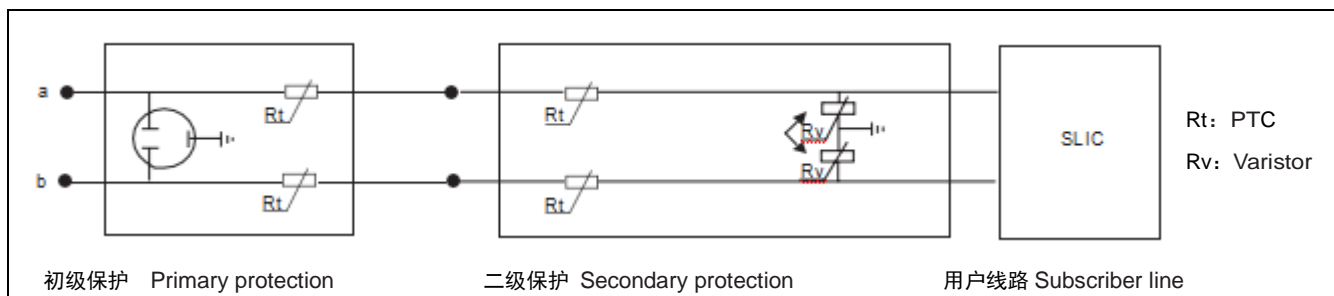 a
b
Rt
Rt
Rt
Rt
Rv
Rv
SLIC
Rt：PTC
Rv：Varistor
初级保护 Primary protection
二级保护 Secondary protection
用户线路 Subscriber line